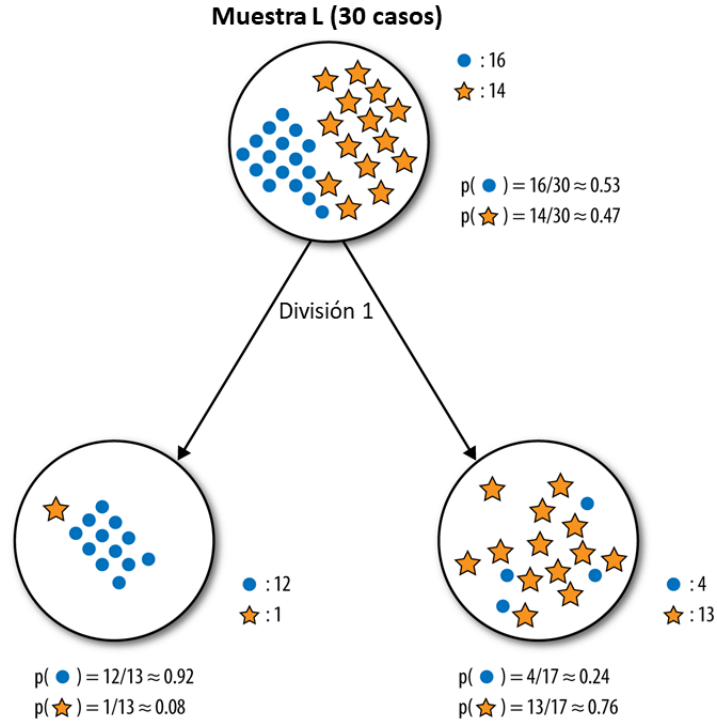 Muestra L (30 casos)
: 16
: 14
p( ) = 16/30 ≈ 0.53
p( ) = 14/30 ≈ 0.47
División 1
: 12
: 1
p( ) = 12/13 ≈ 0.92
p( ) = 1/13 ≈ 0.08
: 4
: 13
p( ) = 4/17 ≈ 0.24
p( ) = 13/17 ≈ 0.76